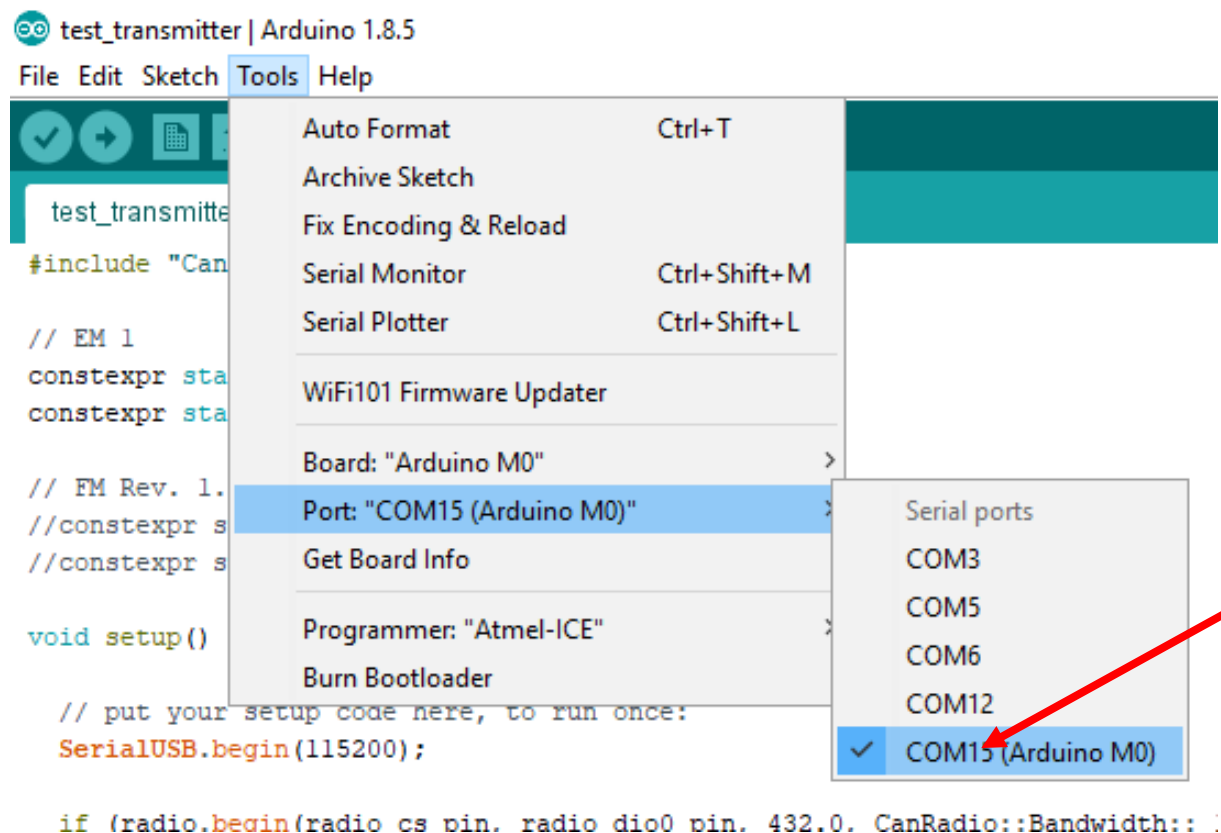 test_transmitter | Arduino 1.8.5
File Edit Sketch Tools Help
Auto Format Ctrl+T
Archive Sketch
Fix Encoding & Reload
Serial Monitor Ctrl+Shift+M
Serial Plotter Ctrl+Shift+L
WiFi101 Firmware Updater
Board: "Arduino M0"
Port: "COM15 (Arduino M0)"
Get Board Info
Programmer: "Atmel-ICE"
Burn Bootloader
Serial ports
COM3
COM5
COM6
COM12
COM15 (Arduino M0)
test_transmitte
#include "Can
// EM 1
constexpr sta
constexpr sta
// FM Rev. 1.
//constexpr s
//constexpr s
void setup()
// put your setup code here, to run once:
SerialUSB.begin(115200);
if (radio.begin(radio_cs_pin, radio_dio0_pin, 432.0, CanRadio::Bandwidth::